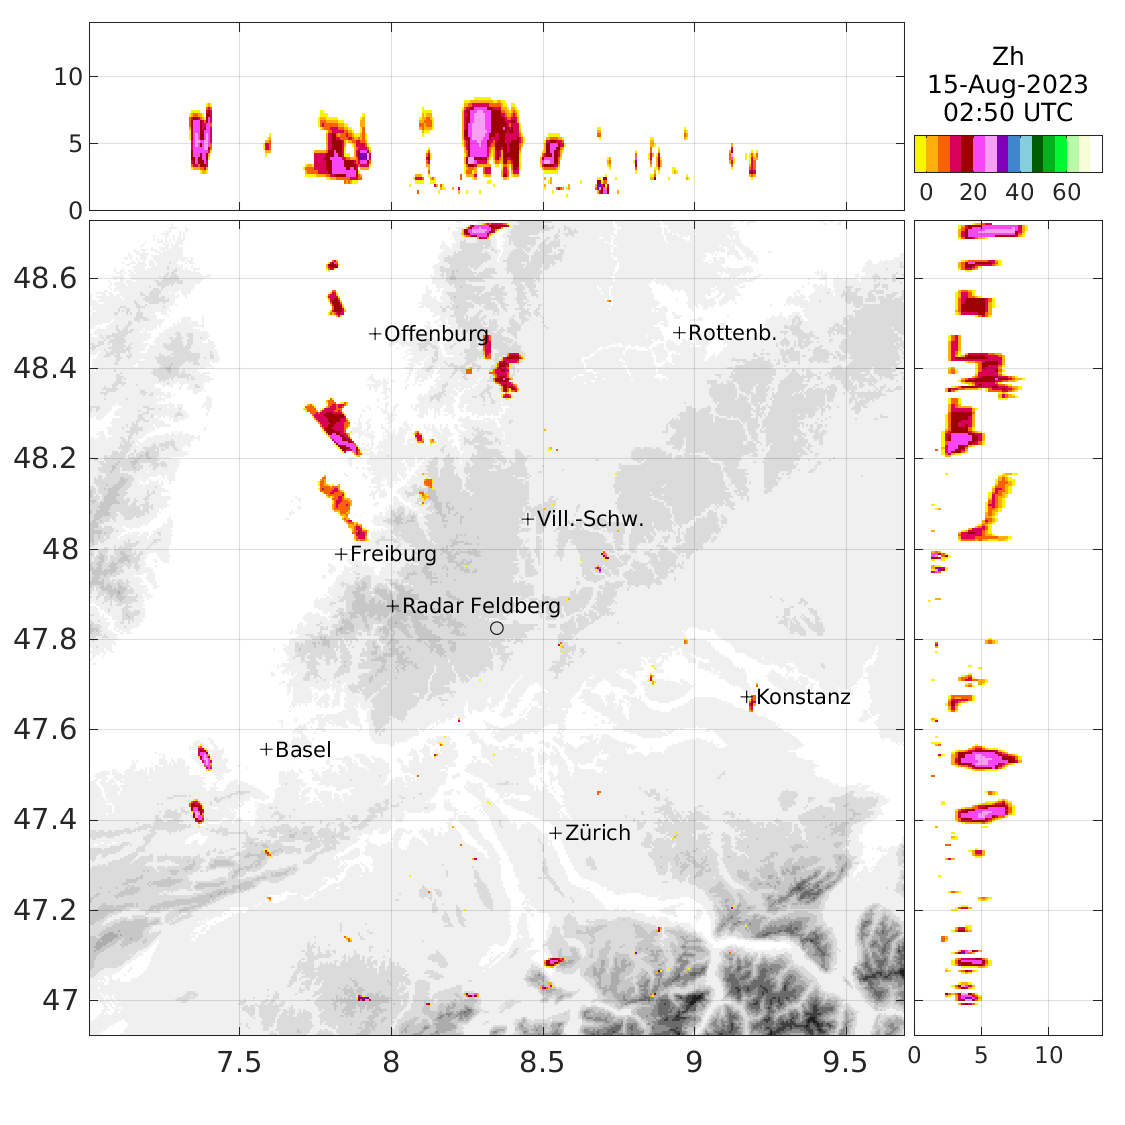 Zh
15-Aug-2023
02:50 UTC
10
5
0
0 20 40 60
48.6
48.4
48.2
48
47.8
47.6
47.4
47.2
47
+Offenburg
+Rottenb.
+Vill.-Schw.
+Freiburg
+Radar Feldberg
+Konstanz
+Basel
+Zürich
7.5 8 8.5 9 9.5
0 5 10